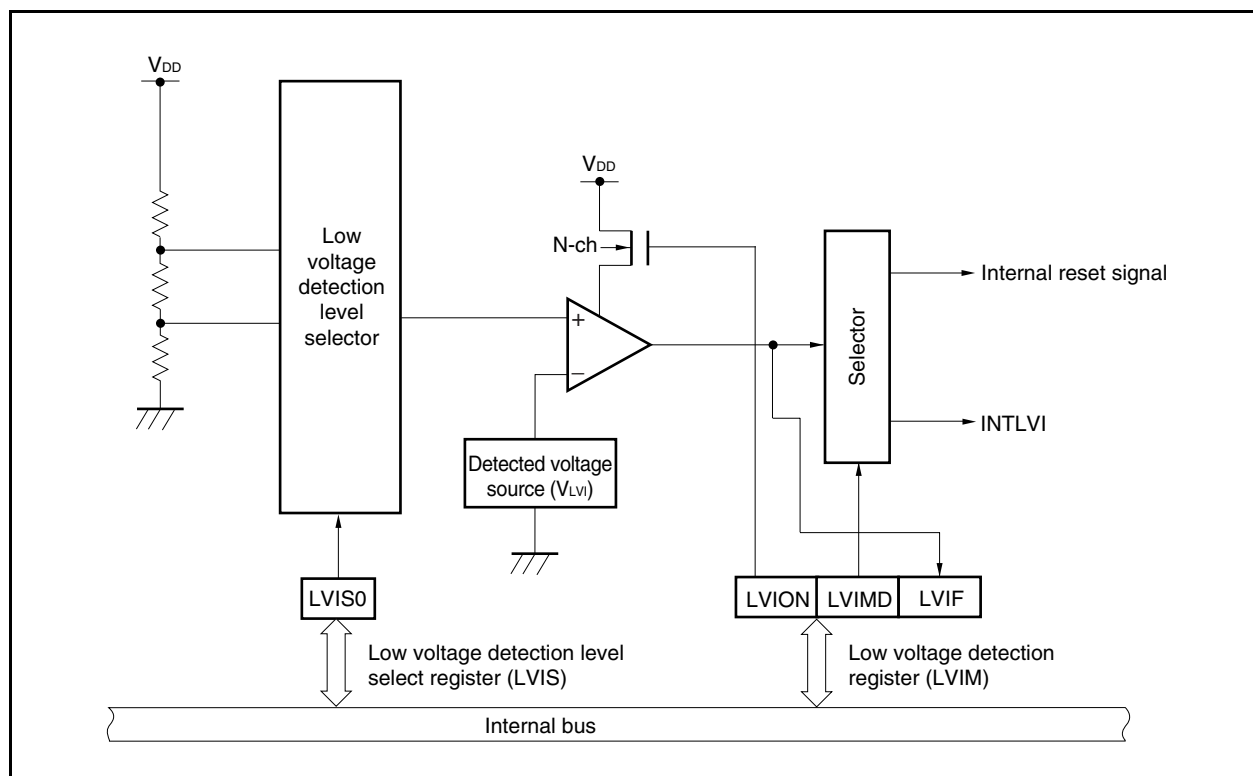 VDD
Low
voltage
detection
level
selector
VDD
N-ch
+
−
Detected voltage
source (VLVI)
Selector
Internal reset signal
INTLVI
LVIS0
LVION
LVIMD
LVIF
Low voltage detection level
select register (LVIS)
Low voltage detection
register (LVIM)
Internal bus